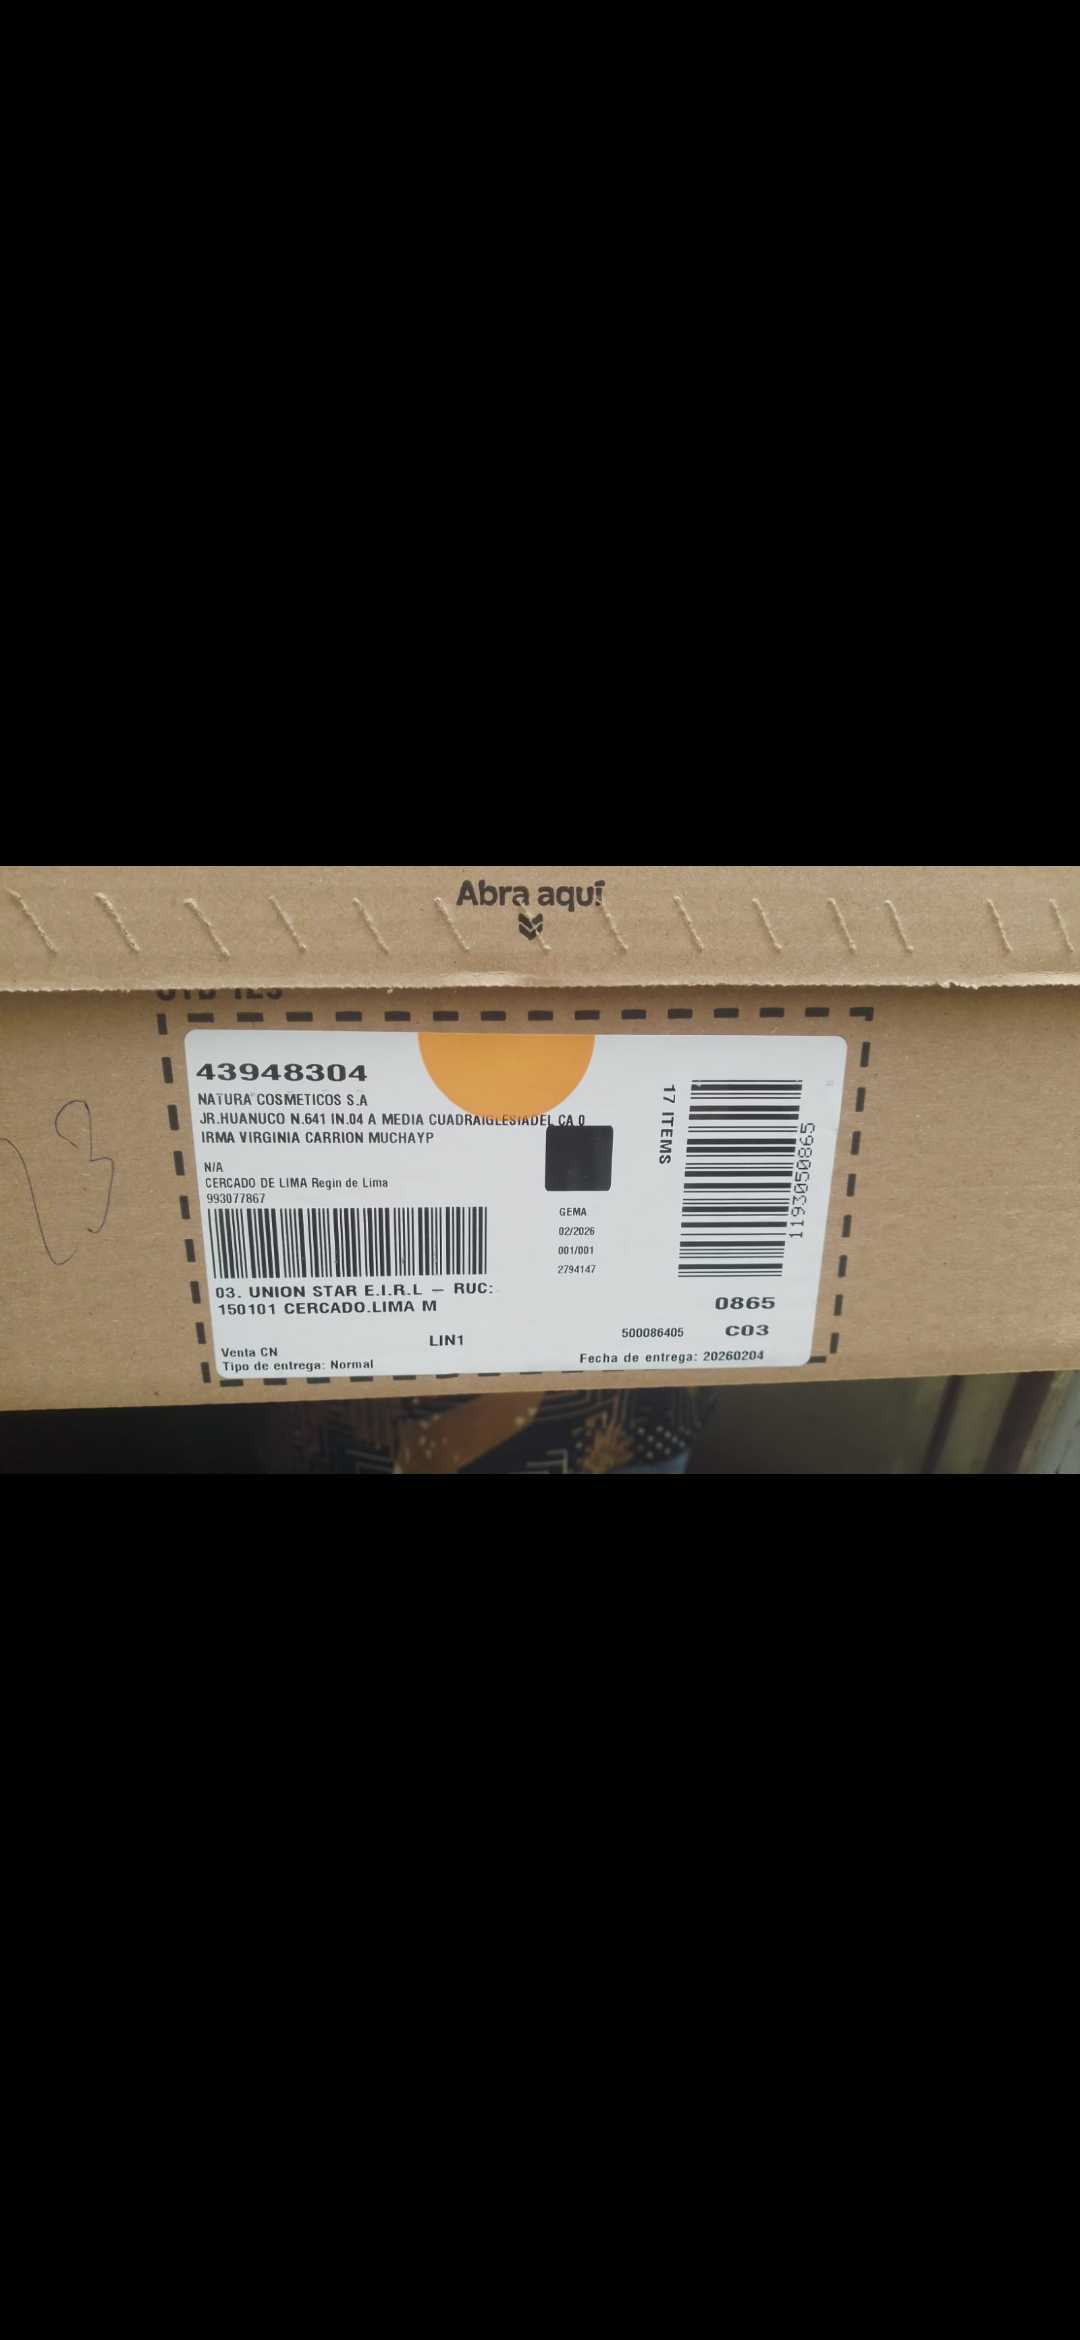 Abra aquí
43948304
NATURA COSMETICOS S.A
JR.HUANUCO N.641 IN.04 A MEDIA CUADRAIGLESIADEL CA 0
IRMA VIRGINIA CARRION MUCHAYP
N/A
CERCADO DE LIMA Regin de Lima
993077867
17 ITEMS
1193050865
GEMA
02/2026
001/001
2794147
03. UNION STAR E.I.R.L – RUC:
150101 CERCADO.LIMA M
0865
LIN1
500086405
C03
Venta CN
Tipo de entrega: Normal
Fecha de entrega: 20260204